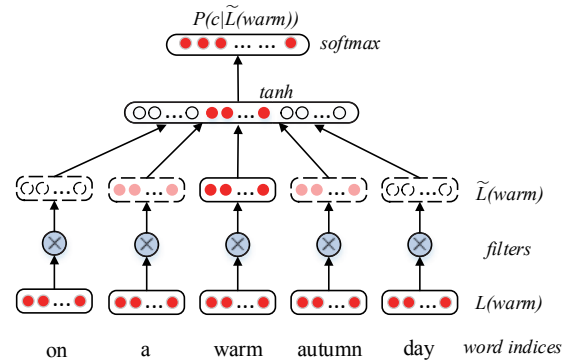 P(c|L̃(warm))
softmax
tanh
L̃(warm)
filters
L(warm)
on a warm autumn day word indices